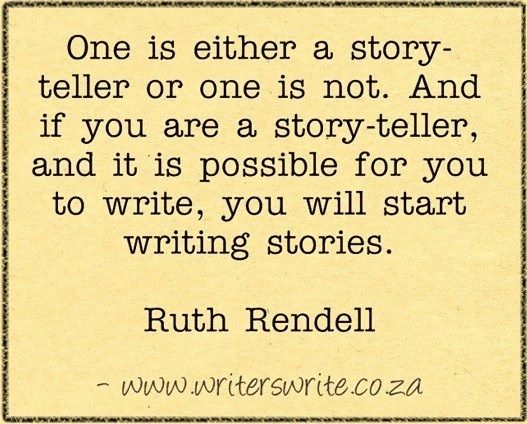 One is either a story-
teller or one is not. And
if you are a story-teller,
and it is possible for you
to write, you will start
writing stories.
Ruth Rendell
- www.writerswrite.co.za